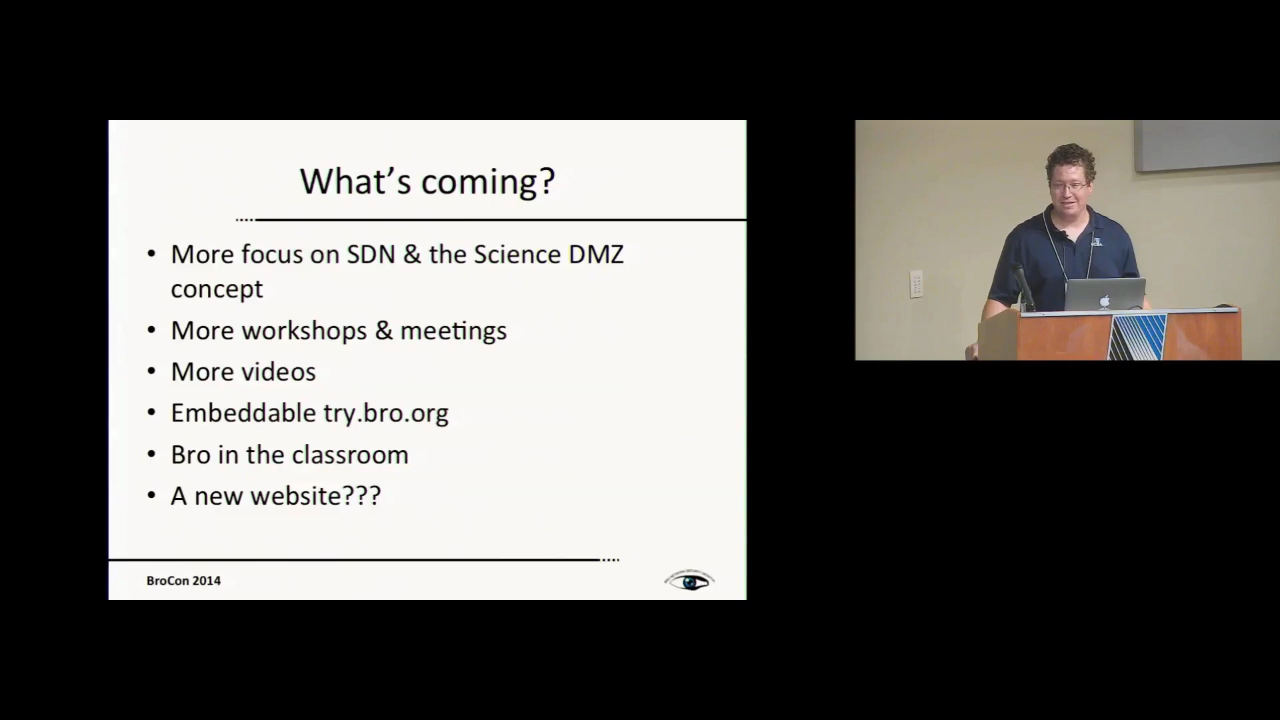 What's coming?
• More focus on SDN & the Science DMZ
concept
• More workshops & meetings
• More videos
• Embeddable try.bro.org
• Bro in the classroom
• A new website???
BroCon 2014